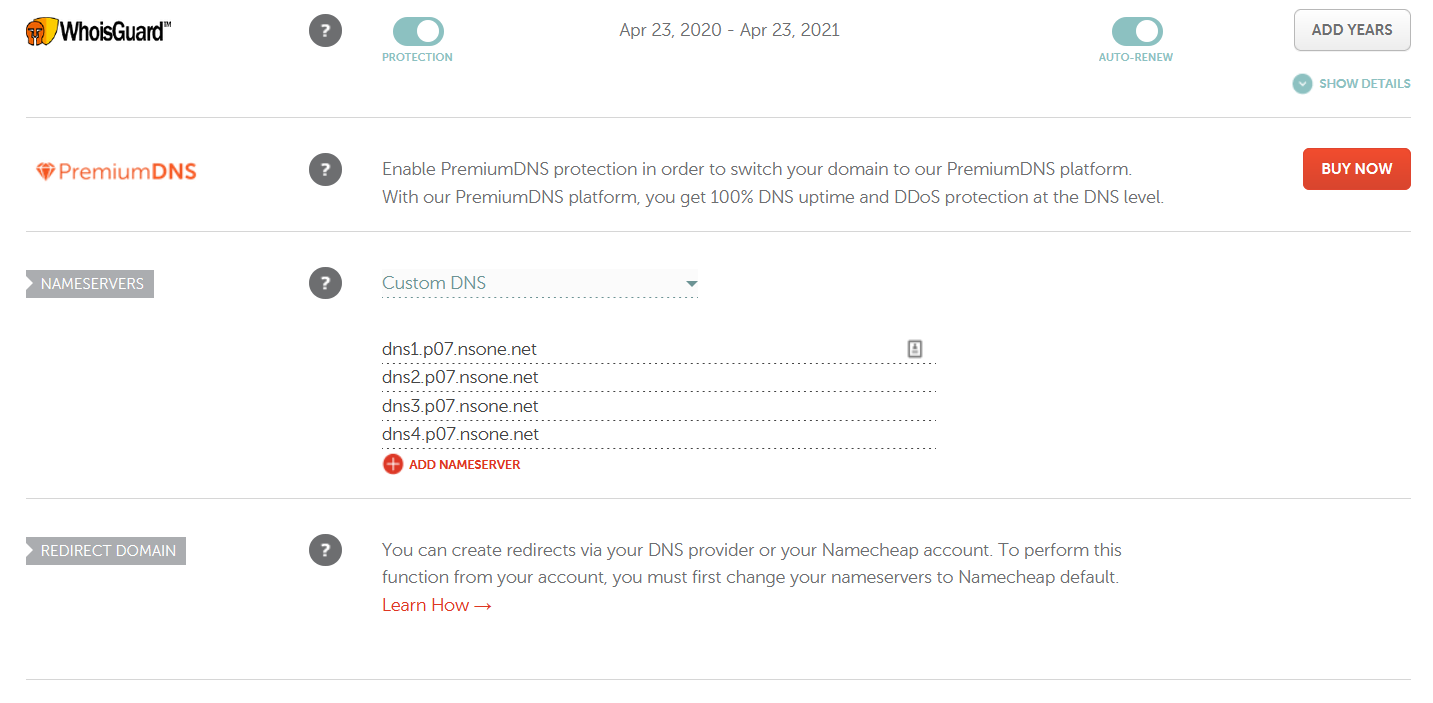 WhoisGuard™
?
PROTECTION
Apr 23, 2020 - Apr 23, 2021
AUTO-RENEW
ADD YEARS
SHOW DETAILS
PremiumDNS
?
Enable PremiumDNS protection in order to switch your domain to our PremiumDNS platform.
With our PremiumDNS platform, you get 100% DNS uptime and DDoS protection at the DNS level.
BUY NOW
NAMESERVERS
?
Custom DNS
dns1.p07.nsone.net
dns2.p07.nsone.net
dns3.p07.nsone.net
dns4.p07.nsone.net
ADD NAMESERVER
REDIRECT DOMAIN
?
You can create redirects via your DNS provider or your Namecheap account. To perform this
function from your account, you must first change your nameservers to Namecheap default.
Learn How →